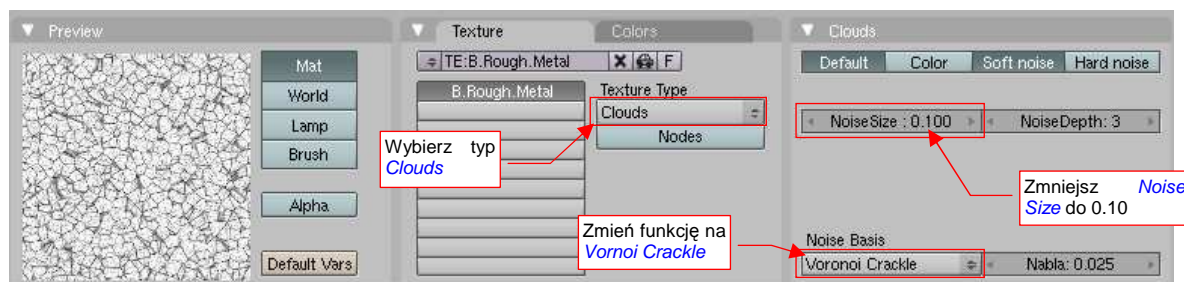 Preview
Mat
World
Lamp
Brush
Alpha
Default Vars
Texture
Colors
TE:B.Rough.Metal
F
B.Rough.Metal
Texture Type
Clouds
Nodes
Wybierz typ
Clouds
Zmień funkcję na
Vornoi Crackle
Clouds
Default
Color
Soft noise
Hard noise
NoiseSize : 0.100
NoiseDepth: 3
Zmniejsz Noise
Size do 0.10
Noise Basis
Voronoi Crackle
Nabla: 0.025